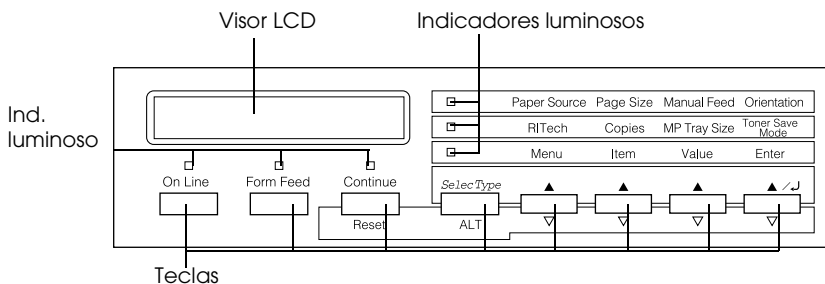 Visor LCD
Indicadores luminosos
Ind.
luminoso
Paper Source Page Size Manual Feed Orientation
RITech Copies MP Tray Size Toner Save Mode
Menu Item Value Enter
On Line Form Feed Continue SelecType
Reset ALT
Teclas